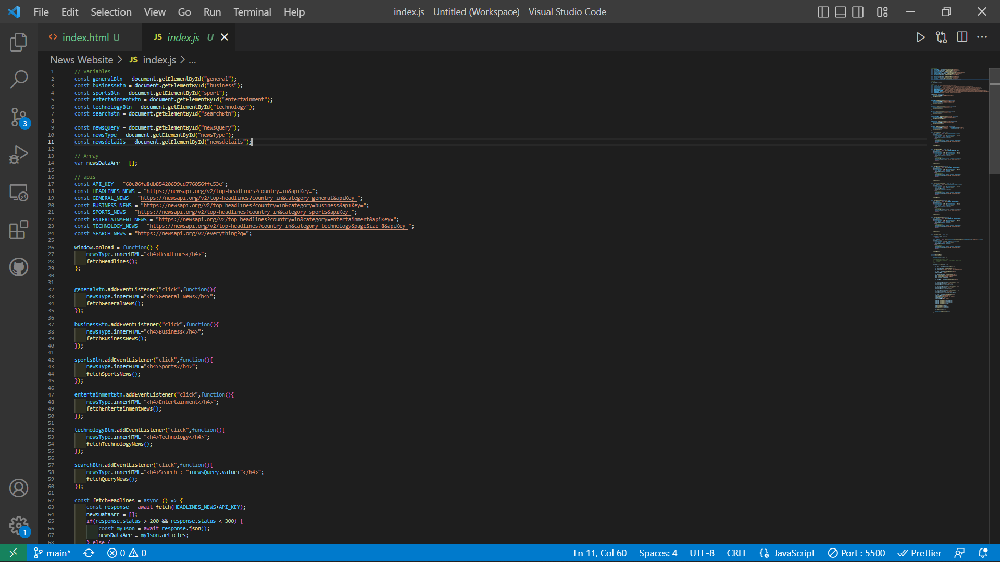 File Edit Selection View Go Run Terminal Help
index.js - Untitled (Workspace) - Visual Studio Code
index.html U
JS index.js U
News Website > JS index.js > ...
1 // variables
2 const generalBtn = document.getElementById("general");
3 const businessBtn = document.getElementById("business");
4 const sportsBtn = document.getElementById("sport");
5 const entertainmentBtn = document.getElementById("entertainment");
6 const technologyBtn = document.getElementById("technology");
7 const searchBtn = document.getElementById("searchBtn");
8
9 const newsQuery = document.getElementById("newsQuery");
10 const newsType = document.getElementById("newsType");
11 const newsdetails = document.getElementById("newsdetails");
12
13 // Array
14 var newsDataArr = [];
15
16 // apis
17 const API_KEY = "60c06fa8db85420699cd776056ffc53e";
18 const HEADLINES_NEWS = "https://newsapi.org/v2/top-headlines?country=in&apiKey=";
19 const GENERAL_NEWS = "https://newsapi.org/v2/top-headlines?country=in&category=general&apiKey=";
20 const BUSINESS_NEWS = "https://newsapi.org/v2/top-headlines?country=in&category=business&apiKey=";
21 const SPORTS_NEWS = "https://newsapi.org/v2/top-headlines?country=in&category=sports&apiKey=";
22 const ENTERTAINMENT_NEWS = "https://newsapi.org/v2/top-headlines?country=in&category=entertainment&apiKey=";
23 const TECHNOLOGY_NEWS = "https://newsapi.org/v2/top-headlines?country=in&category=technology&pageSize=8&apiKey=";
24 const SEARCH_NEWS = "https://newsapi.org/v2/everything?q=";
25
26 window.onload = function() {
27 newsType.innerHTML="<h4>Headlines</h4>";
28 fetchHeadlines();
29 };
30
31
32 generalBtn.addEventListener("click",function(){
33 newsType.innerHTML="<h4>General News</h4>";
34 fetchGeneralNews();
35 });
36
37 businessBtn.addEventListener("click",function(){
38 newsType.innerHTML="<h4>Business</h4>";
39 fetchBusinessNews();
40 });
41
42 sportsBtn.addEventListener("click",function(){
43 newsType.innerHTML="<h4>Sports</h4>";
44 fetchSportsNews();
45 });
46
47 entertainmentBtn.addEventListener("click",function(){
48 newsType.innerHTML="<h4>Entertainment</h4>";
49 fetchEntertainmentNews();
50 });
51
52 technologyBtn.addEventListener("click",function(){
53 newsType.innerHTML="<h4>Technology</h4>";
54 fetchTechnologyNews();
55 });
56
57 searchBtn.addEventListener("click",function(){
58 newsType.innerHTML="<h4>Search : "+newsQuery.value+"</h4>";
59 fetchQueryNews();
60 });
61
62 const fetchHeadlines = async () => {
63 const response = await fetch(HEADLINES_NEWS+API_KEY);
64 newsDataArr = [];
65 if(response.status >=200 && response.status < 300) {
66 const myJson = await response.json();
67 newsDataArr = myJson.articles;
68 } else {
3
1
main* 0 0 Ln 11, Col 60 Spaces: 4 UTF-8 CRLF JavaScript Port : 5500 Prettier